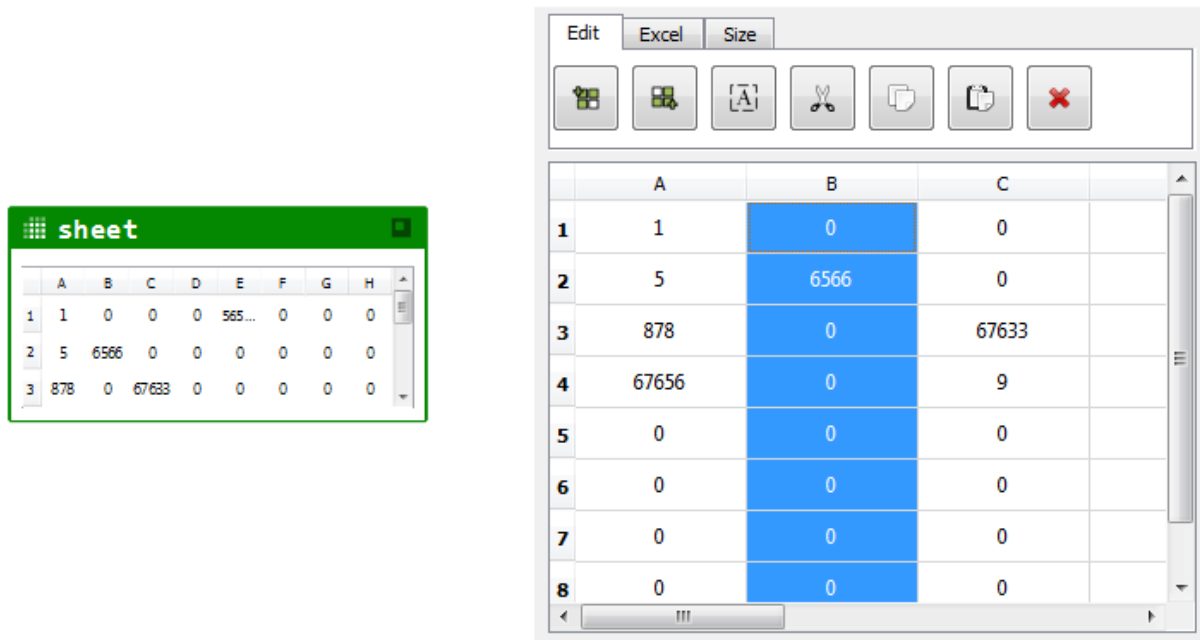 sheet
A B C D E F G H
1 1 0 0 0 565... 0 0 0
2 5 6566 0 0 0 0 0 0
3 878 0 67633 0 0 0 0 0
Edit Excel Size
A
A B C
1 1 0 0
2 5 6566 0
3 878 0 67633
4 67656 0 9
5 0 0 0
6 0 0 0
7 0 0 0
8 0 0 0